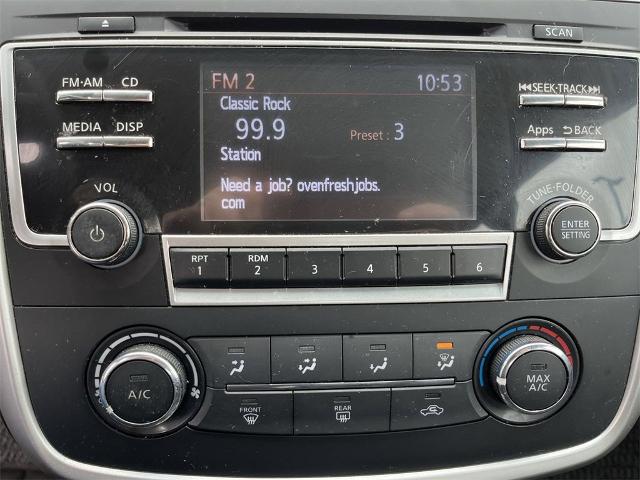 SCAN
FM·AM CD
MEDIA DISP
VOL
FM 2 10:53
Classic Rock
99.9 Preset : 3
Station
Need a job? ovenfreshjobs.
com
SEEK·TRACK
Apps BACK
TUNE·FOLDER
ENTER
SETTING
RPT RDM
1 2 3 4 5 6
A/C
FRONT REAR
MAX
A/C